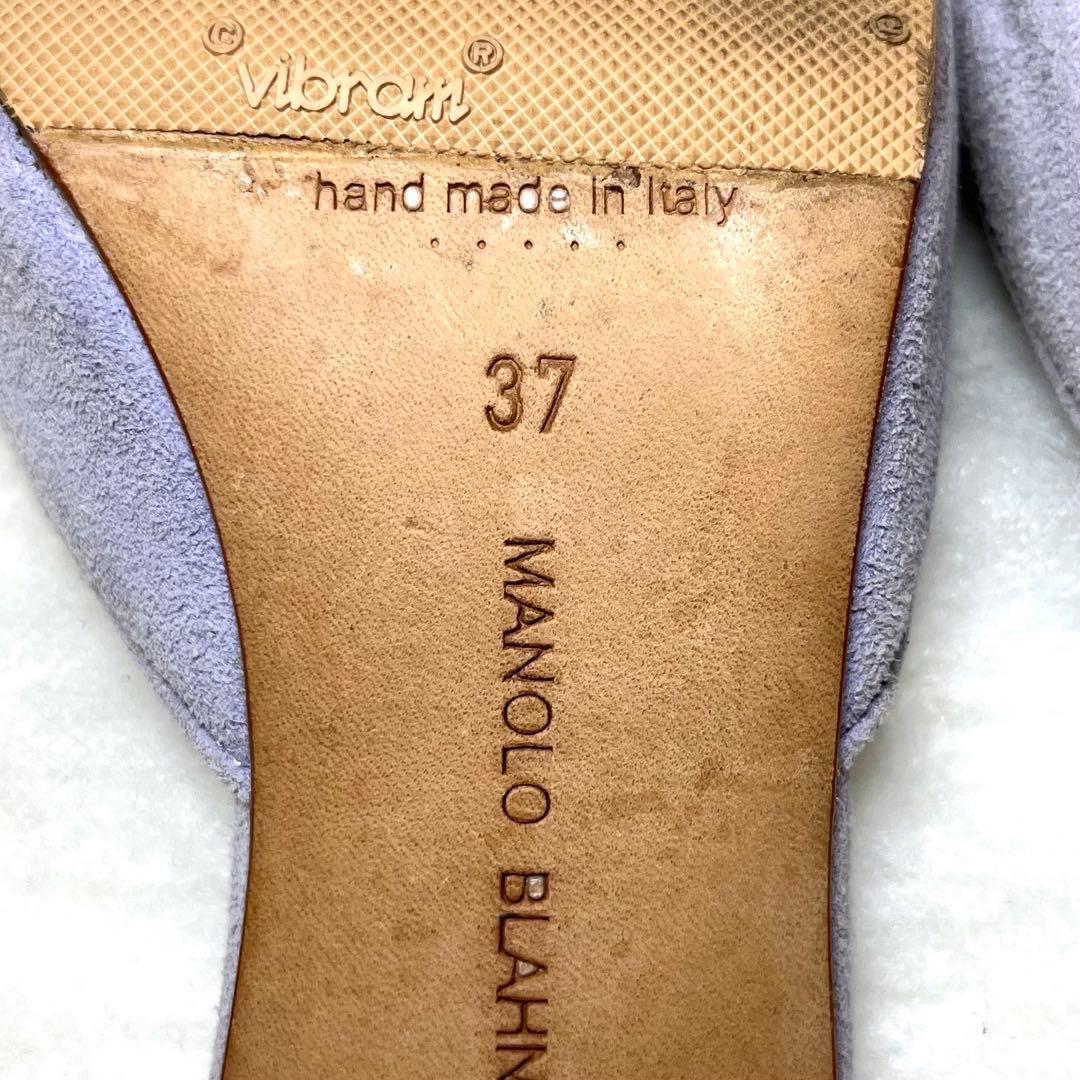 © vibram ®
hand made in Italy
37
MANOLO BLAHN